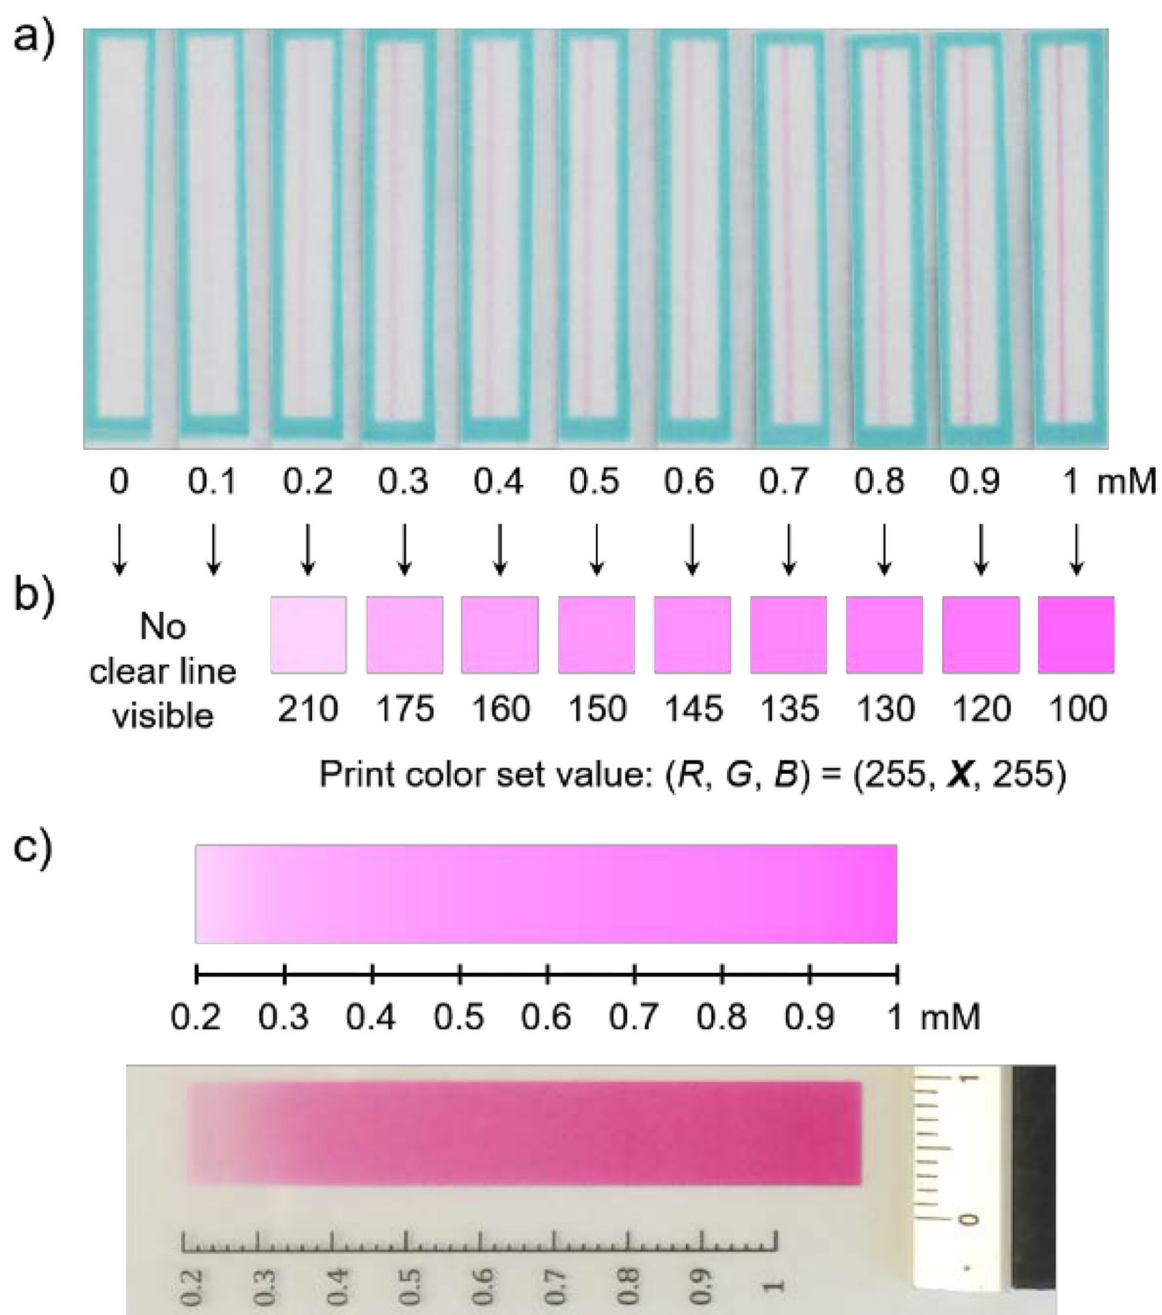 a)
0 0.1 0.2 0.3 0.4 0.5 0.6 0.7 0.8 0.9 1 mM
b)
No
clear line
visible
210 175 160 150 145 135 130 120 100
Print color set value: (R, G, B) = (255, X, 255)
c)
0.2 0.3 0.4 0.5 0.6 0.7 0.8 0.9 1 mM
1
0
0.2 0.3 0.4 0.5 0.6 0.7 0.8 0.9 1